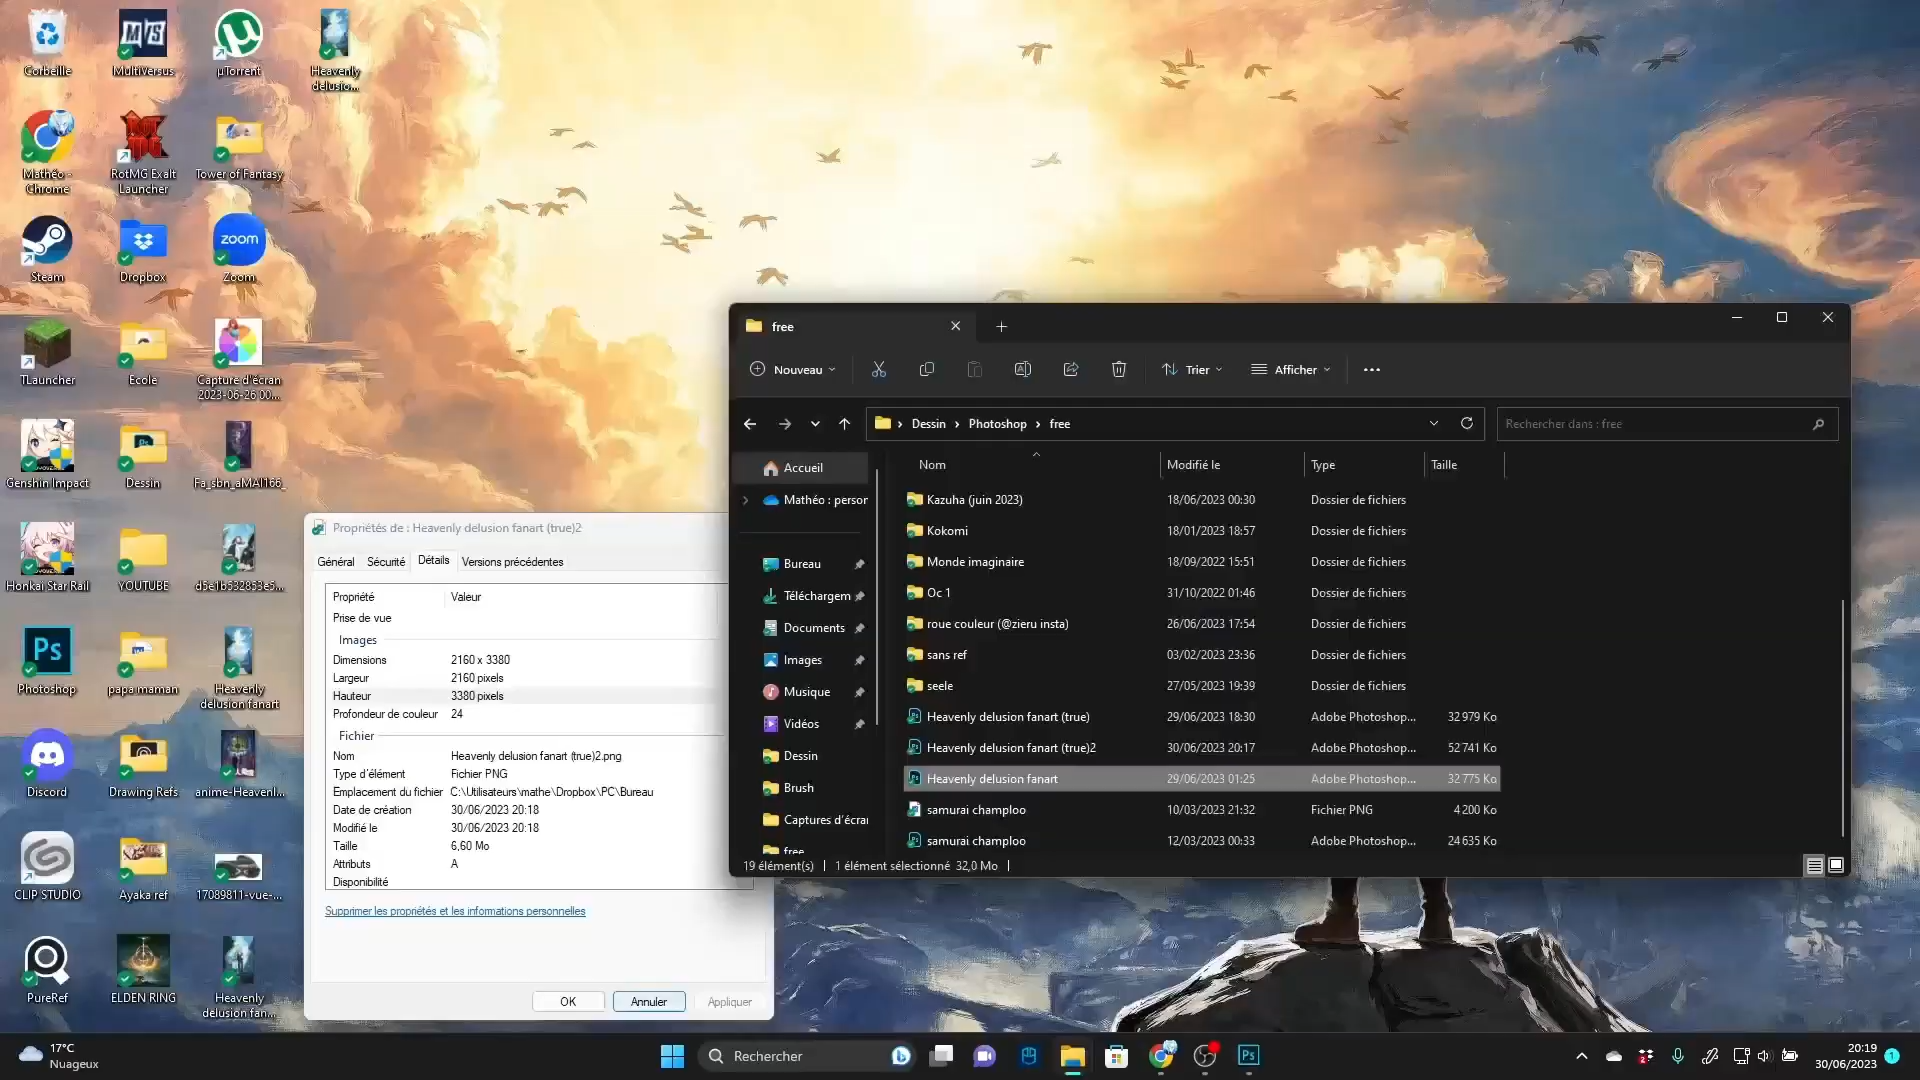 Corbeille
MultiVersus
µTorrent
Heavenly
delusio...
Mathéo -
Chrome
RotMG Exalt
Launcher
Tower of Fantasy
Steam
Dropbox
zoom
Zoom
TLauncher
Ecole
Capture d'écran
2023-06-26 00...
Genshin Impact
Dessin
Fa_sbn_aMAI166_
Honkai Star Rail
YOUTUBE
d5e1b532853e5...
Ps
Photoshop
papa maman
Heavenly
delusion fanart
Discord
Drawing Refs
anime-Heavenl...
CLIP STUDIO
Ayaka ref
17089811-vue-...
PureRef
ELDEN RING
Heavenly
delusion fan...
Propriétés de : Heavenly delusion fanart (true)2
Général Sécurité Détails Versions précédentes
Propriété Valeur
Prise de vue
Images
Dimensions 2160 x 3380
Largeur 2160 pixels
Hauteur 3380 pixels
Profondeur de couleur 24
Fichier
Nom Heavenly delusion fanart (true)2.png
Type d'élément Fichier PNG
Emplacement du fichier C:\Utilisateurs\mathe\Dropbox\PC\Bureau
Date de création 30/06/2023 20:18
Modifié le 30/06/2023 20:18
Taille 6,60 Mo
Attributs A
Disponibilité
Supprimer les propriétés et les informations personnelles
OK Annuler Appliquer
free
Nouveau Trier Afficher
Dessin > Photoshop > free
Rechercher dans : free
Accueil
Mathéo : person
Bureau
Téléchargem
Documents
Images
Musique
Vidéos
Dessin
Brush
Captures d'écran
free
Nom Modifié le Type Taille
Kazuha (juin 2023) 18/06/2023 00:30 Dossier de fichiers
Kokomi 18/01/2023 18:57 Dossier de fichiers
Monde imaginaire 18/09/2022 15:51 Dossier de fichiers
Oc 1 31/10/2022 01:46 Dossier de fichiers
roue couleur (@zieru insta) 26/06/2023 17:54 Dossier de fichiers
sans ref 03/02/2023 23:36 Dossier de fichiers
seele 27/05/2023 19:39 Dossier de fichiers
Heavenly delusion fanart (true) 29/06/2023 18:30 Adobe Photoshop... 32 979 Ko
Heavenly delusion fanart (true)2 30/06/2023 20:17 Adobe Photoshop... 52 741 Ko
Heavenly delusion fanart 29/06/2023 01:25 Adobe Photoshop... 32 775 Ko
samurai champloo 10/03/2023 21:32 Fichier PNG 4 200 Ko
samurai champloo 12/03/2023 00:33 Adobe Photoshop... 24 635 Ko
19 élément(s) 1 élément sélectionné 32,0 Mo
17°C
Nuageux
Rechercher
Ps
20:19
30/06/2023
1